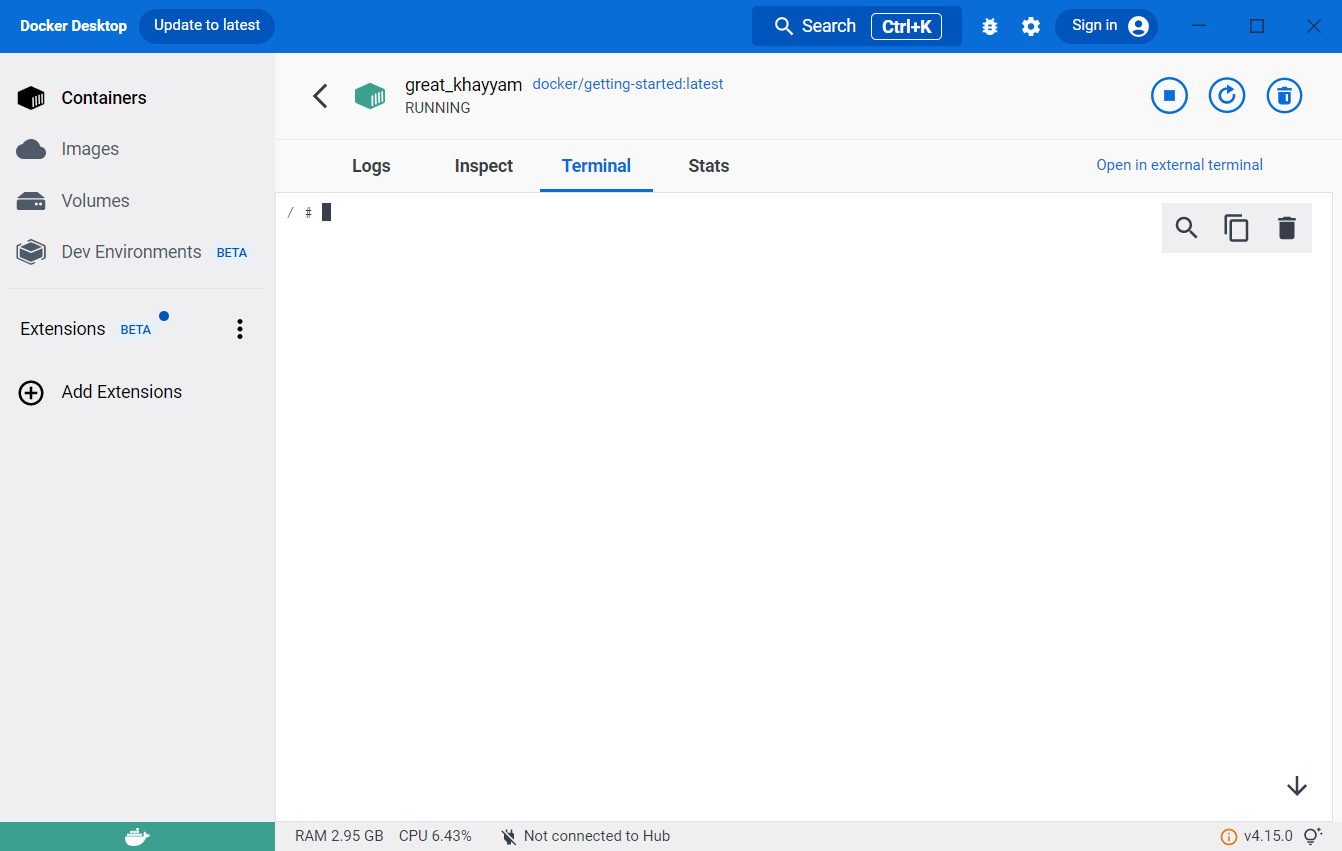 Docker Desktop Update to latest Search Ctrl+K Sign in
Containers
Images
Volumes
Dev Environments BETA
Extensions BETA
Add Extensions
great_khayyam docker/getting-started:latest
RUNNING
Logs Inspect Terminal Stats Open in external terminal
/ #
RAM 2.95 GB CPU 6.43% Not connected to Hub v4.15.0